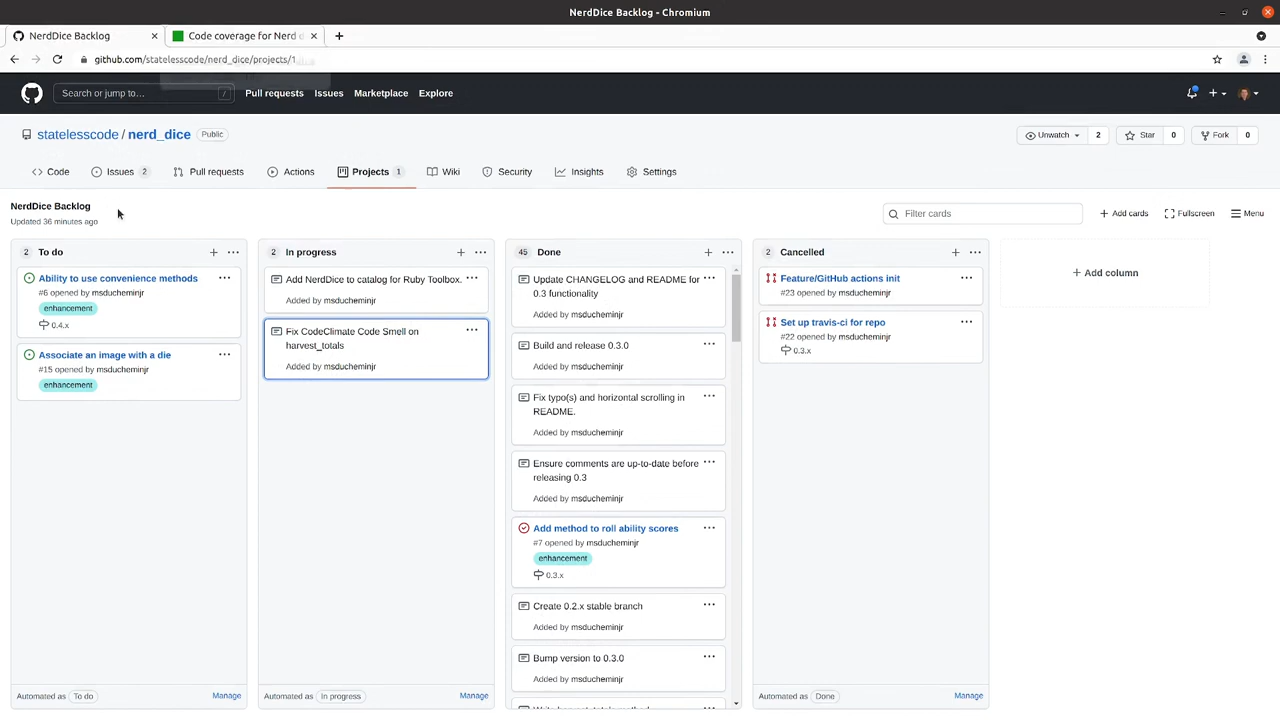 NerdDice Backlog - Chromium
NerdDice Backlog
Code coverage for Nerd d
github.com/statelesscode/nerd_dice/projects/1
Search or jump to... /
Pull requests Issues Marketplace Explore
statelesscode / nerd_dice Public
Unwatch 2 Star 0 Fork 0
Code Issues 2 Pull requests Actions Projects 1 Wiki Security Insights Settings
NerdDice Backlog
Updated 36 minutes ago
Filter cards
Add cards Fullscreen Menu
2 To do
Ability to use convenience methods
#6 opened by msducheminjr
enhancement
0.4.x
Associate an image with a die
#15 opened by msducheminjr
enhancement
Automated as To do Manage
2 In progress
Add NerdDice to catalog for Ruby Toolbox.
Added by msducheminjr
Fix CodeClimate Code Smell on
harvest_totals
Added by msducheminjr
Automated as In progress Manage
45 Done
Update CHANGELOG and README for
0.3 functionality
Added by msducheminjr
Build and release 0.3.0
Added by msducheminjr
Fix typo(s) and horizontal scrolling in
README.
Added by msducheminjr
Ensure comments are up-to-date before
releasing 0.3
Added by msducheminjr
Add method to roll ability scores
#7 opened by msducheminjr
enhancement
0.3.x
Create 0.2.x stable branch
Added by msducheminjr
Bump version to 0.3.0
Added by msducheminjr
2 Cancelled
Feature/GitHub actions init
#23 opened by msducheminjr
Set up travis-ci for repo
#22 opened by msducheminjr
0.3.x
Automated as Done Manage
+ Add column